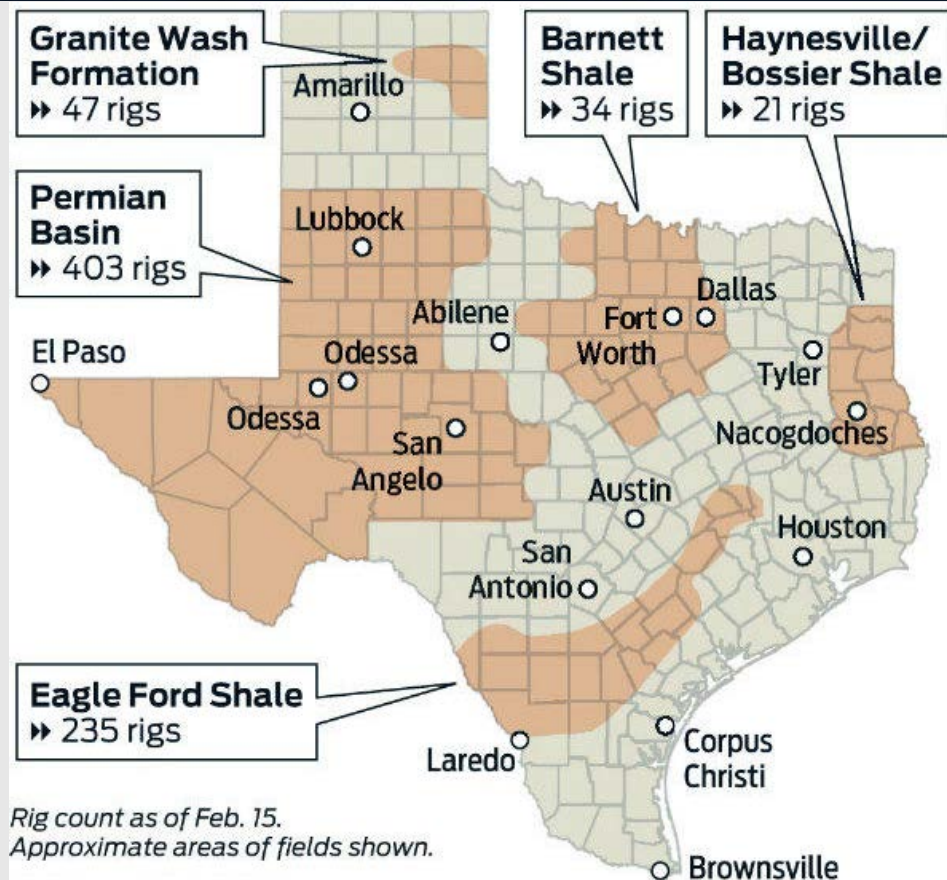 Granite Wash
Formation
▸▸ 47 rigs
Barnett
Shale
▸▸ 34 rigs
Haynesville/
Bossier Shale
▸▸ 21 rigs
Amarillo
Permian
Basin
▸▸ 403 rigs
Lubbock
Abilene
Dallas
Fort
Worth
El Paso
Odessa
Tyler
Odessa
San
Angelo
Nacogdoches
Austin
Houston
San
Antonio
Eagle Ford Shale
▸▸ 235 rigs
Laredo
Corpus
Christi
Rig count as of Feb. 15.
Approximate areas of fields shown.
Brownsville